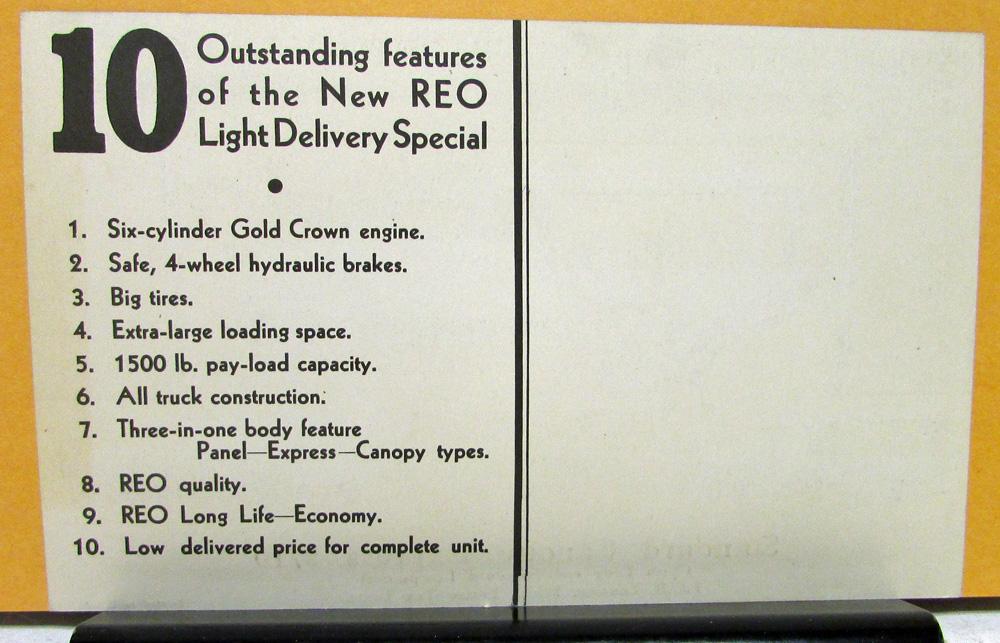 10 Outstanding features
of the New REO
Light Delivery Special
1. Six-cylinder Gold Crown engine.
2. Safe, 4-wheel hydraulic brakes.
3. Big tires.
4. Extra-large loading space.
5. 1500 lb. pay-load capacity.
6. All truck construction.
7. Three-in-one body feature
Panel—Express—Canopy types.
8. REO quality.
9. REO Long Life—Economy.
10. Low delivered price for complete unit.